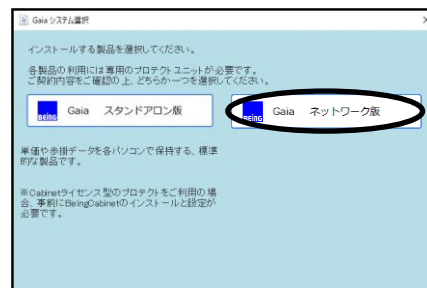 Gaia システム選択
インストールする製品を選択してください。
各製品の利用には専用のプロテクトユニットが必要です。
ご契約内容をご確認の上、どちらか一つを選択してください。
BeinG Gaia スタンドアロン版
BeinG Gaia ネットワーク版
単価や歩掛データを各パソコンで保持する、標準
的な製品です。
※Cabinetライセンス型のプロテクトをご利用の場
合、事前にBeingCabinetのインストールと設定が
必要です。